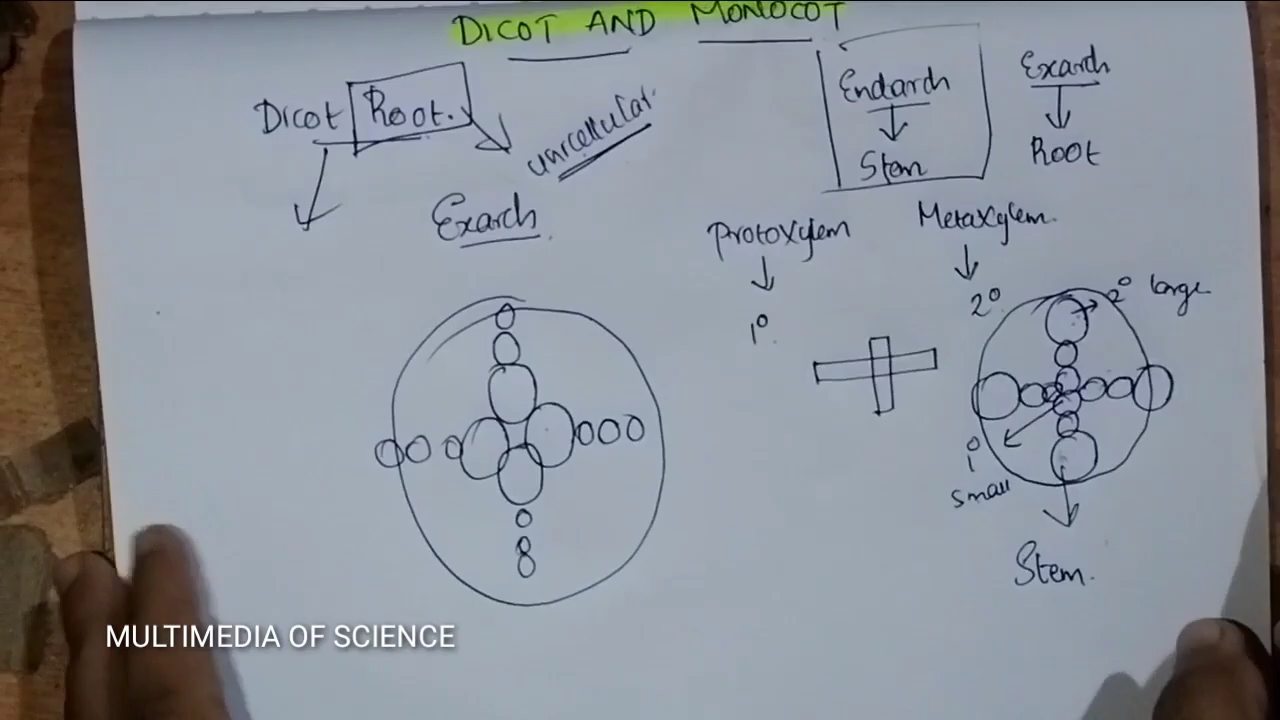 DICOT AND MONOCOT
Dicot Root.
unicellular.
Exarch
Endarch
Stem
Exarch
Root
Protoxylem
1°
Metaxylem.
2°
2° large
1°
small
Stem.
MULTIMEDIA OF SCIENCE